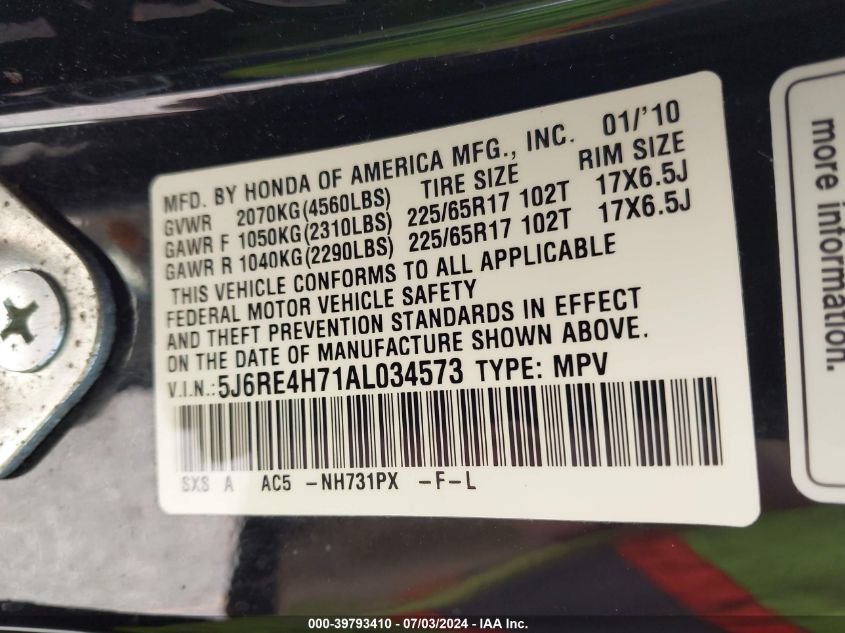 MFD. BY HONDA OF AMERICA MFG., INC. 01/'10
GVWR 2070KG(4560LBS) TIRE SIZE RIM SIZE
GAWR F 1050KG(2310LBS) 225/65R17 102T 17X6.5J
GAWR R 1040KG(2290LBS) 225/65R17 102T 17X6.5J
THIS VEHICLE CONFORMS TO ALL APPLICABLE
FEDERAL MOTOR VEHICLE SAFETY
AND THEFT PREVENTION STANDARDS IN EFFECT
ON THE DATE OF MANUFACTURE SHOWN ABOVE.
V.I.N.: 5J6RE4H71AL034573 TYPE: MPV
SXS A AC5 -NH731PX -F-L
more information.
000-39793410 - 07/03/2024 - IAA Inc.